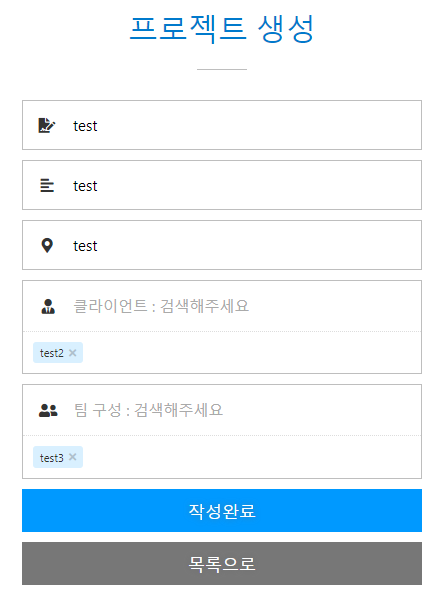 프로젝트 생성
test
test
test
클라이언트 : 검색해주세요
test2 ×
팀 구성 : 검색해주세요
test3 ×
작성완료
목록으로